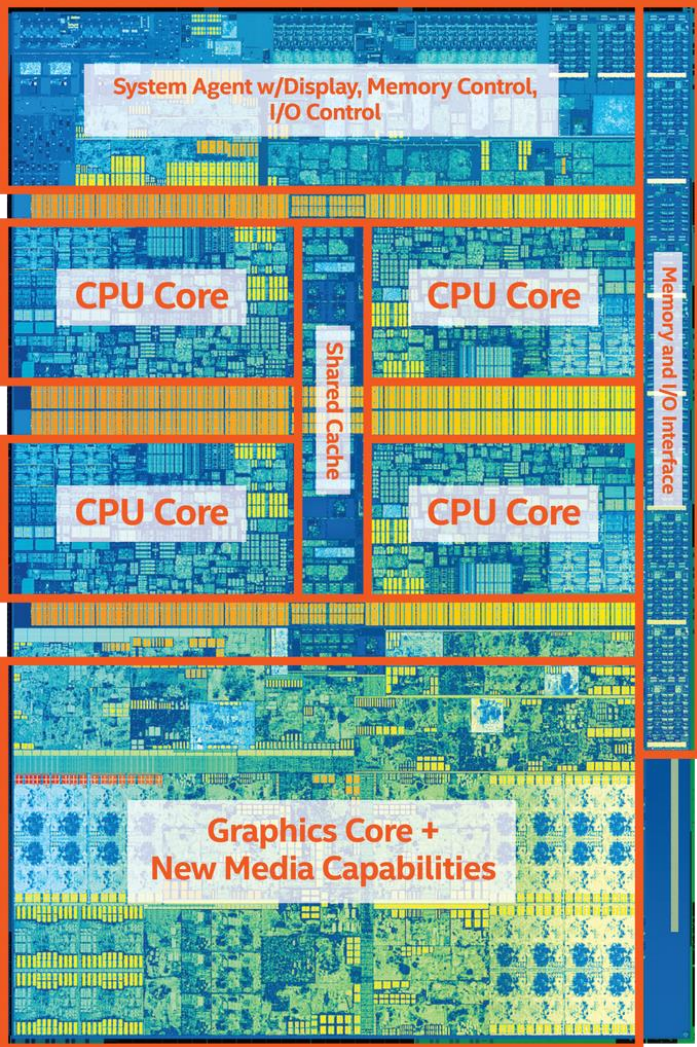 System Agent w/Display, Memory Control,
I/O Control
CPU Core
CPU Core
Shared Cache
Memory and I/O Interface
CPU Core
CPU Core
Graphics Core +
New Media Capabilities